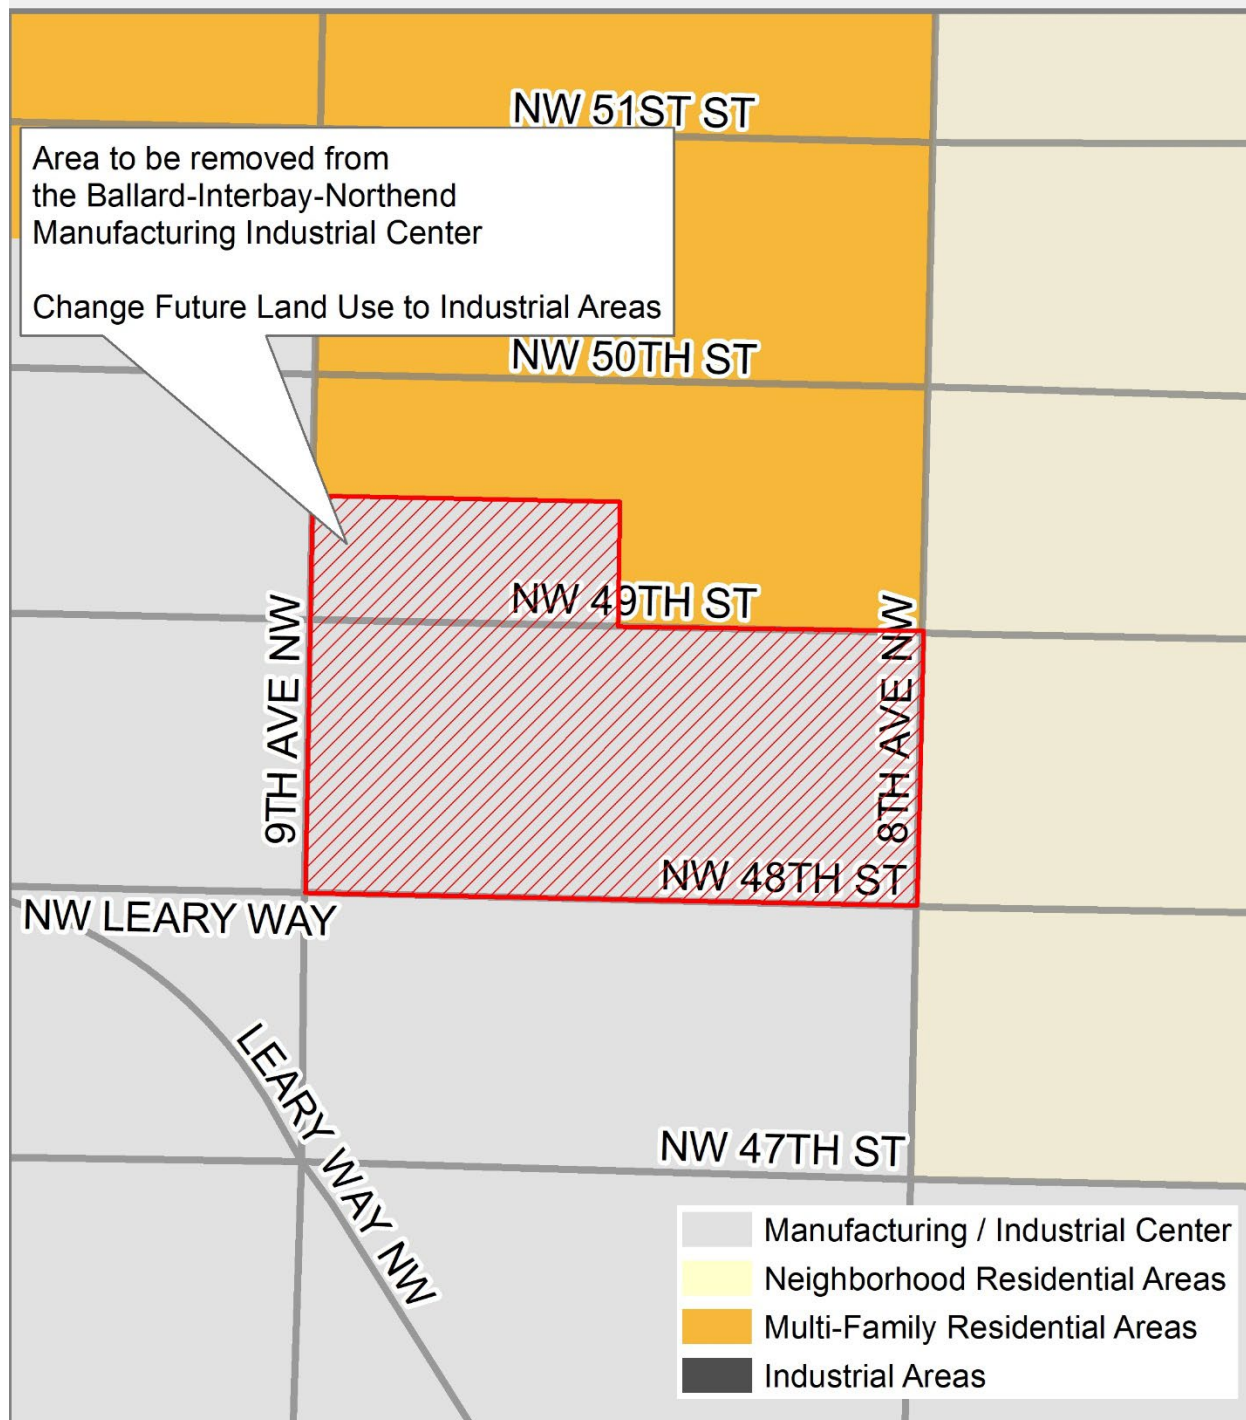 NW 51ST ST
Area to be removed from
the Ballard-Interbay-Northend
Manufacturing Industrial Center
Change Future Land Use to Industrial Areas
NW 50TH ST
NW 49TH ST
9TH AVE NW
8TH AVE NW
NW 48TH ST
NW LEARY WAY
LEARY WAY NW
NW 47TH ST
Manufacturing / Industrial Center
Neighborhood Residential Areas
Multi-Family Residential Areas
Industrial Areas